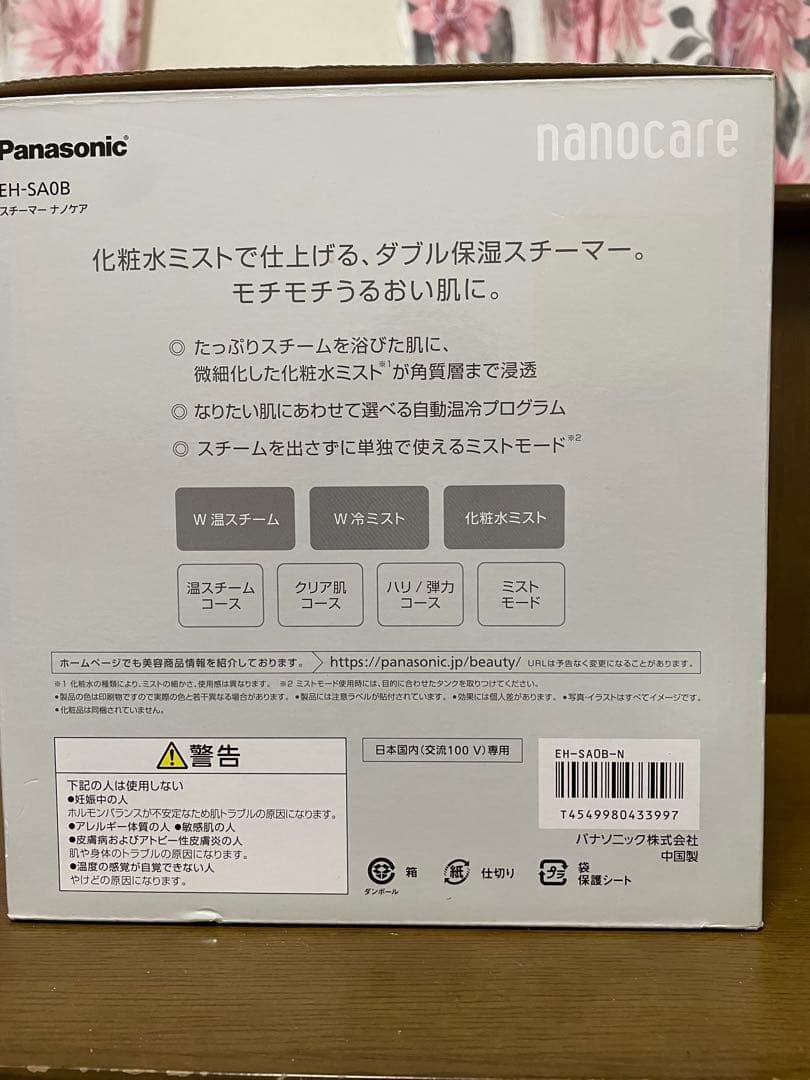 Panasonic
nanocare
EH-SA0B
スチーマー ナノケア
化粧水ミストで仕上げる、ダブル保湿スチーマー。
モチモチうるおい肌に。
◎ たっぷりスチームを浴びた肌に、
微細化した化粧水ミスト※1が角質層まで浸透
◎ なりたい肌にあわせて選べる自動温冷プログラム
◎ スチームを出さずに単独で使えるミストモード※2
W 温スチーム
W 冷ミスト
化粧水ミスト
温スチーム
コース
クリア肌
コース
ハリ / 弾力
コース
ミスト
モード
ホームページでも美容商品情報を紹介しております。 https://panasonic.jp/beauty/ URLは予告なく変更になることがあります。
※1 化粧水の種類により、ミストの細かさ、使用感は異なります。 ※2 ミストモード使用時には、目的に合わせたタンクを取りつけてください。
●製品の色は印刷物ですので実際の色と若干異なる場合があります。 ●製品には注意ラベルが貼付されています。 ●効果には個人差があります。 ●写真・イラストはすべてイメージです。
●化粧品は同梱されていません。
警告
下記の人は使用しない
●妊娠中の人
ホルモンバランスが不安定なため肌トラブルの原因になります。
●アレルギー体質の人 ●敏感肌の人
●皮膚病およびアトピー性皮膚炎の人
肌や身体のトラブルの原因になります。
●温度の感覚が自覚できない人
やけどの原因になります。
日本国内(交流100 V)専用
EH-SA0B-N
T4549980433997
パナソニック株式会社
中国製
ダンボール
箱
紙
仕切り
プラ
袋
保護シート